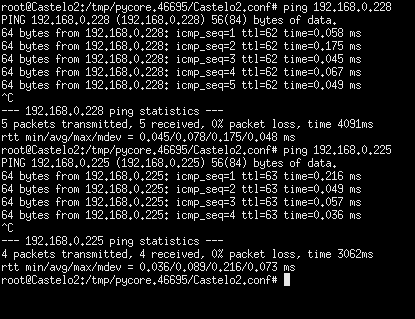 root@Castelo2:/tmp/pycore.46695/Castelo2.conf# ping 192.168.0.228
PING 192.168.0.228 (192.168.0.228) 56(84) bytes of data.
64 bytes from 192.168.0.228: icmp_seq=1 ttl=62 time=0.058 ms
64 bytes from 192.168.0.228: icmp_seq=2 ttl=62 time=0.175 ms
64 bytes from 192.168.0.228: icmp_seq=3 ttl=62 time=0.045 ms
64 bytes from 192.168.0.228: icmp_seq=4 ttl=62 time=0.067 ms
64 bytes from 192.168.0.228: icmp_seq=5 ttl=62 time=0.049 ms
^C
--- 192.168.0.228 ping statistics ---
5 packets transmitted, 5 received, 0% packet loss, time 4091ms
rtt min/avg/max/mdev = 0.045/0.078/0.175/0.048 ms
root@Castelo2:/tmp/pycore.46695/Castelo2.conf# ping 192.168.0.225
PING 192.168.0.225 (192.168.0.225) 56(84) bytes of data.
64 bytes from 192.168.0.225: icmp_seq=1 ttl=63 time=0.216 ms
64 bytes from 192.168.0.225: icmp_seq=2 ttl=63 time=0.049 ms
64 bytes from 192.168.0.225: icmp_seq=3 ttl=63 time=0.057 ms
64 bytes from 192.168.0.225: icmp_seq=4 ttl=63 time=0.036 ms
^C
--- 192.168.0.225 ping statistics ---
4 packets transmitted, 4 received, 0% packet loss, time 3062ms
rtt min/avg/max/mdev = 0.036/0.089/0.216/0.073 ms
root@Castelo2:/tmp/pycore.46695/Castelo2.conf#